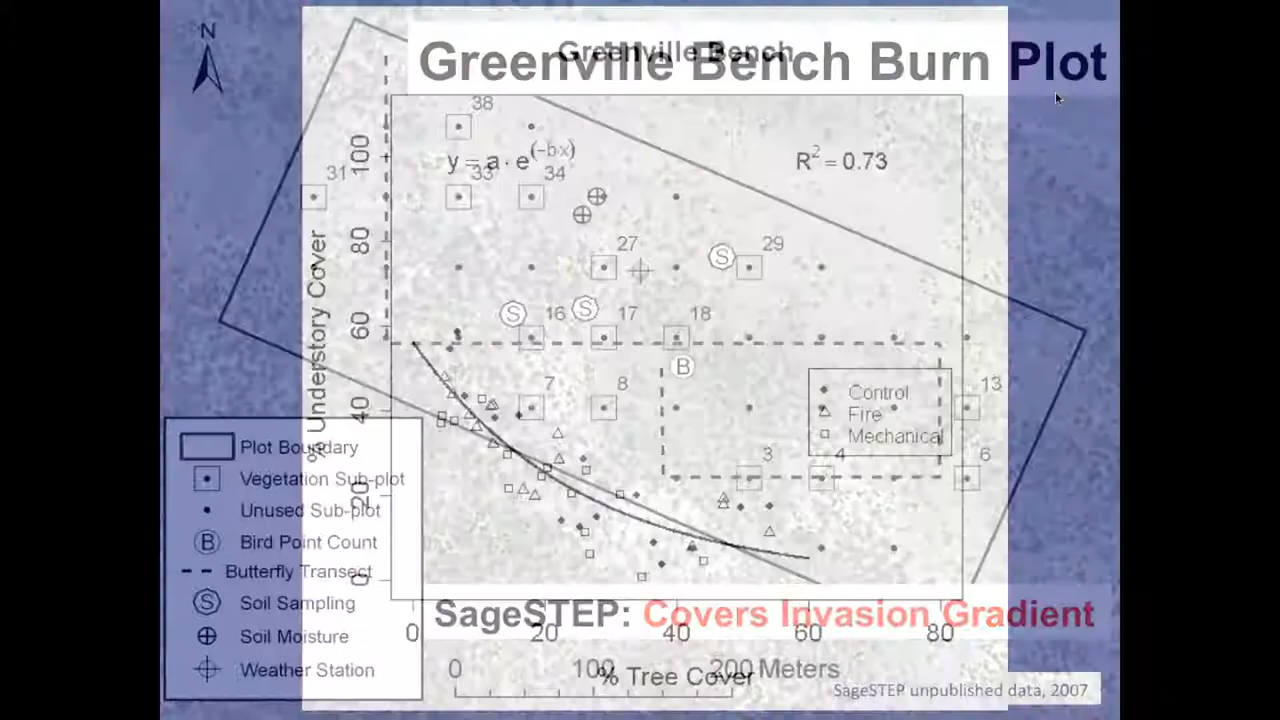 N
Greenville Bench Burn Plot
Greenville Bench
38
y = a · e^(-bx)
R² = 0.73
31
33
34
27
29
16
17
18
7
8
13
3
4
6
S
S
S
B
% Understory Cover
0
20
40
60
80
100
Control
Fire
Mechanical
Plot Boundary
Vegetation Sub-plot
Unused Sub-plot
B Bird Point Count
Butterfly Transect
S Soil Sampling
Soil Moisture
Weather Station
SageSTEP: Covers Invasion Gradient
0 20 40 60 80
0 100 200 Meters
% Tree Cover
SageSTEP unpublished data, 2007